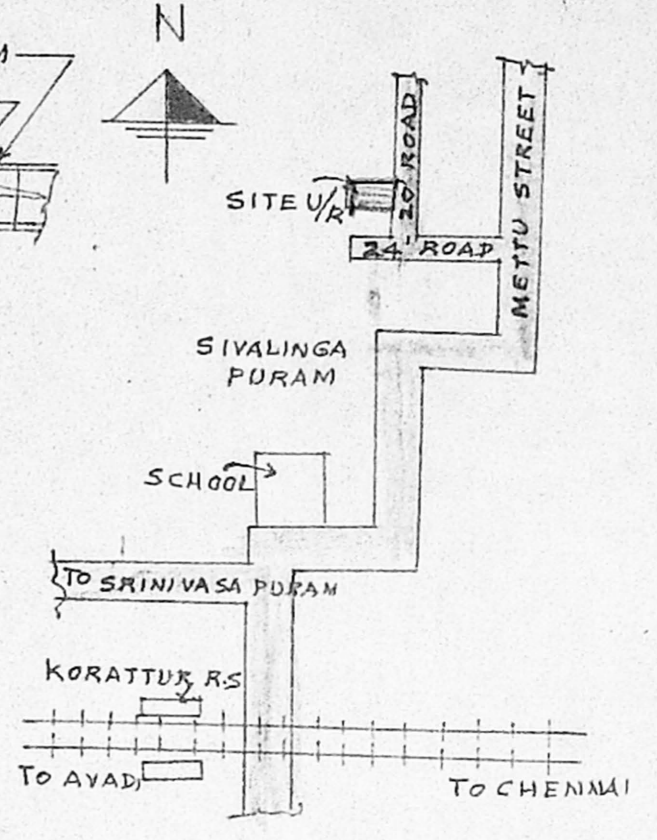 N
M
20' ROAD
METTU STREET
SITE U/R
24' ROAD
SIVALINGA
PURAM
SCHOOL
TO SRINIVASA PURAM
KORATTUR R.S
TO AVADI
TO CHENNAI